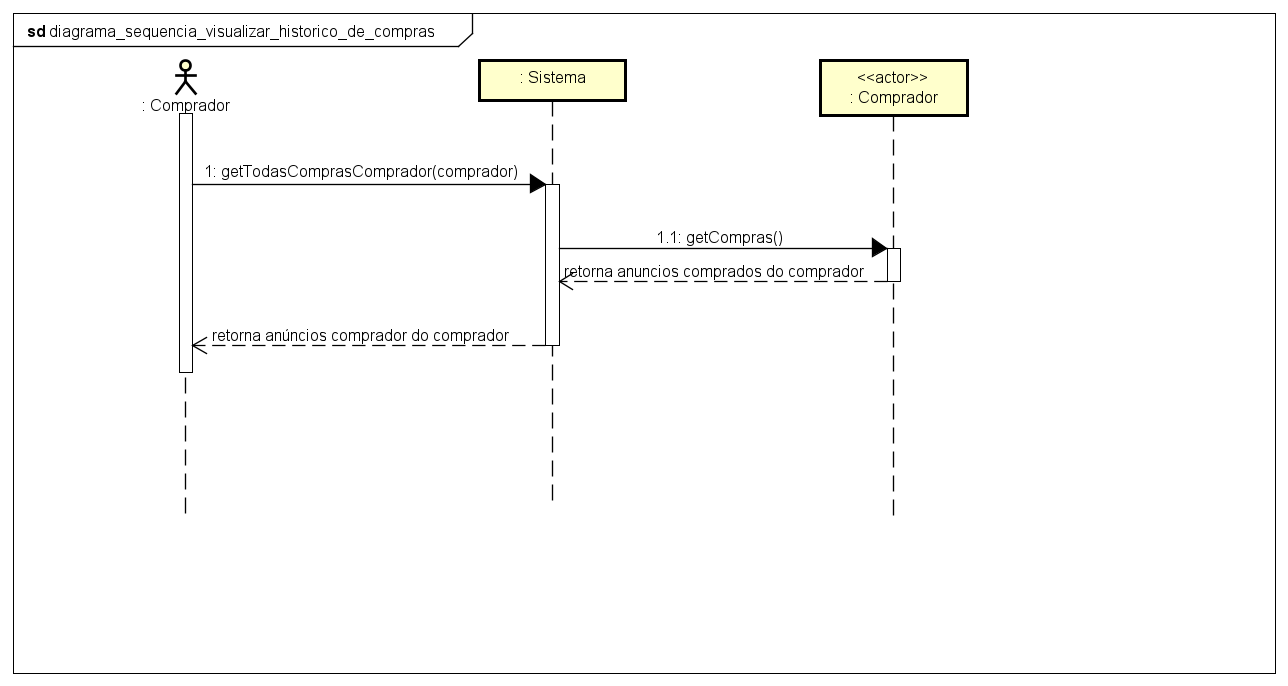 sd diagrama_sequencia_visualizar_historico_de_compras
: Comprador
: Sistema
<<actor>>
: Comprador
1: getTodasComprasComprador(comprador)
1.1: getCompras()
retorna anuncios comprados do comprador
retorna anúncios comprador do comprador